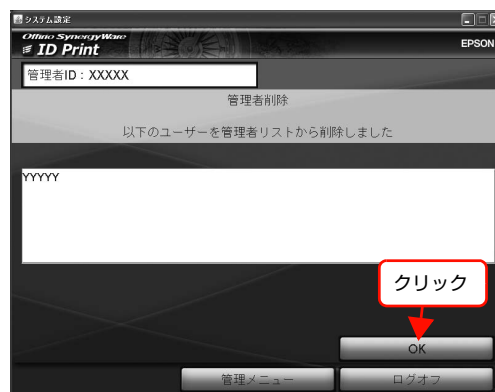 システム設定
Offirio SynergyWare
ID Print
EPSON
管理者ID：XXXXX
管理者削除
以下のユーザーを管理者リストから削除しました
YYYYY
クリック
OK
管理メニュー
ログオフ